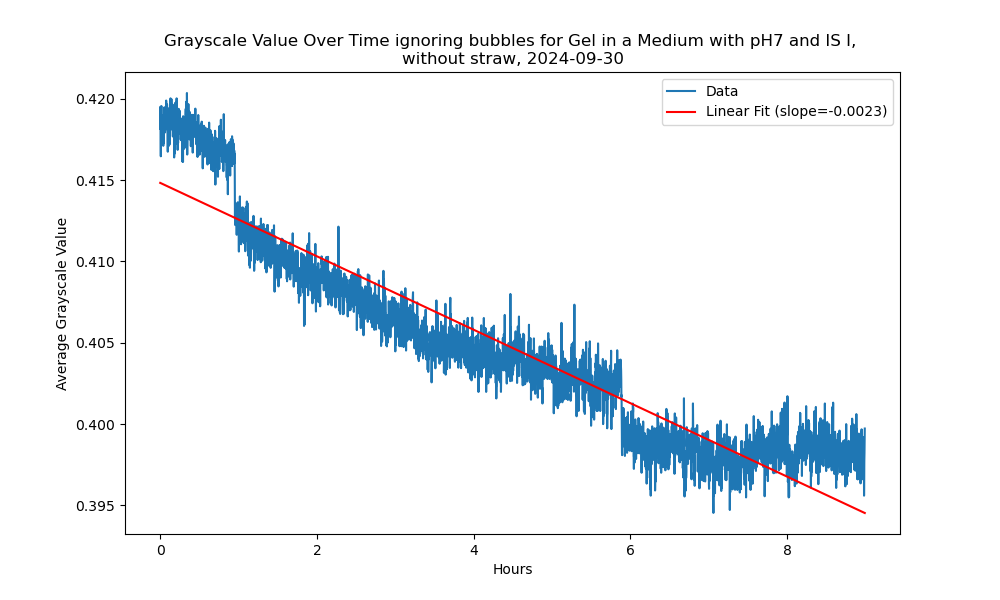 Grayscale Value Over Time ignoring bubbles for Gel in a Medium with pH7 and IS I,
without straw, 2024-09-30
Data
Linear Fit (slope=-0.0023)
Average Grayscale Value
0.420
0.415
0.410
0.405
0.400
0.395
0
2
4
6
8
Hours